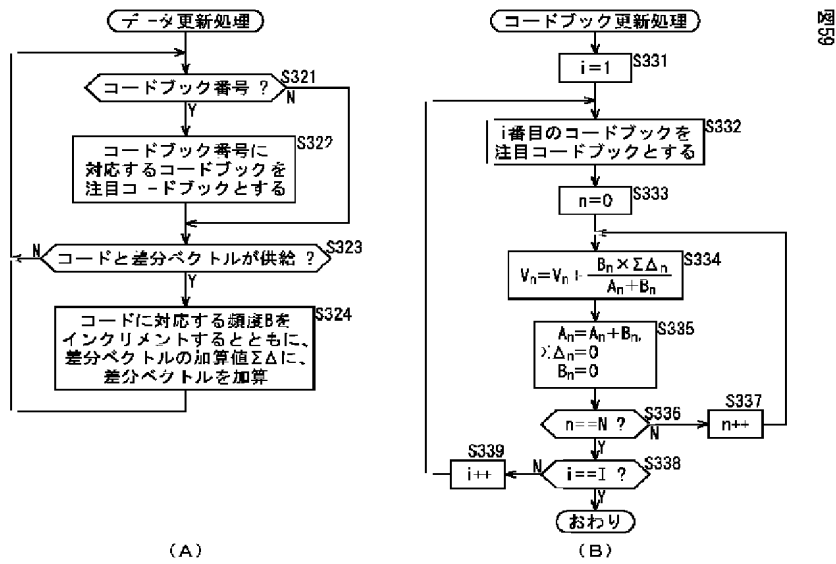 図59
データ更新処理
コードブック番号 ?
S321
N
Y
S322
コードブック番号に
対応するコードブックを
注目コードブックとする
S323
N
コードと差分ベクトルが供給 ?
Y
S324
コードに対応する頻度Bを
インクリメントするとともに、
差分ベクトルの加算値ΣΔに、
差分ベクトルを加算
(A)
コードブック更新処理
S331
i=1
S332
i番目のコードブックを
注目コードブックとする
S333
n=0
S334
Vn=Vn+ Bn×ΣΔn
An+Bn
S335
An=An+Bn,
ΣΔn=0
Bn=0
S336
n==N ?
N
Y
S337
n++
S338
i==I ?
N
Y
S339
i++
おわり
(B)